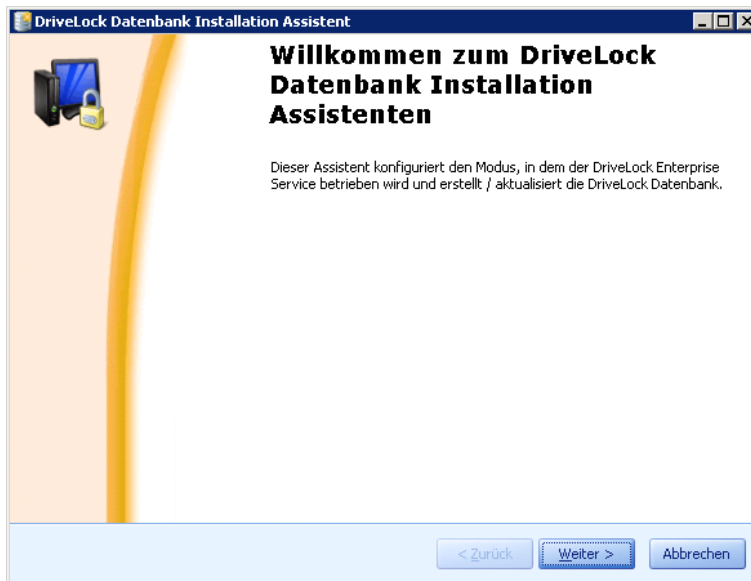 DriveLock Datenbank Installation Assistent
Willkommen zum DriveLock
Datenbank Installation
Assistenten
Dieser Assistent konfiguriert den Modus, in dem der DriveLock Enterprise
Service betrieben wird und erstellt / aktualisiert die DriveLock Datenbank.
< Zurück Weiter > Abbrechen